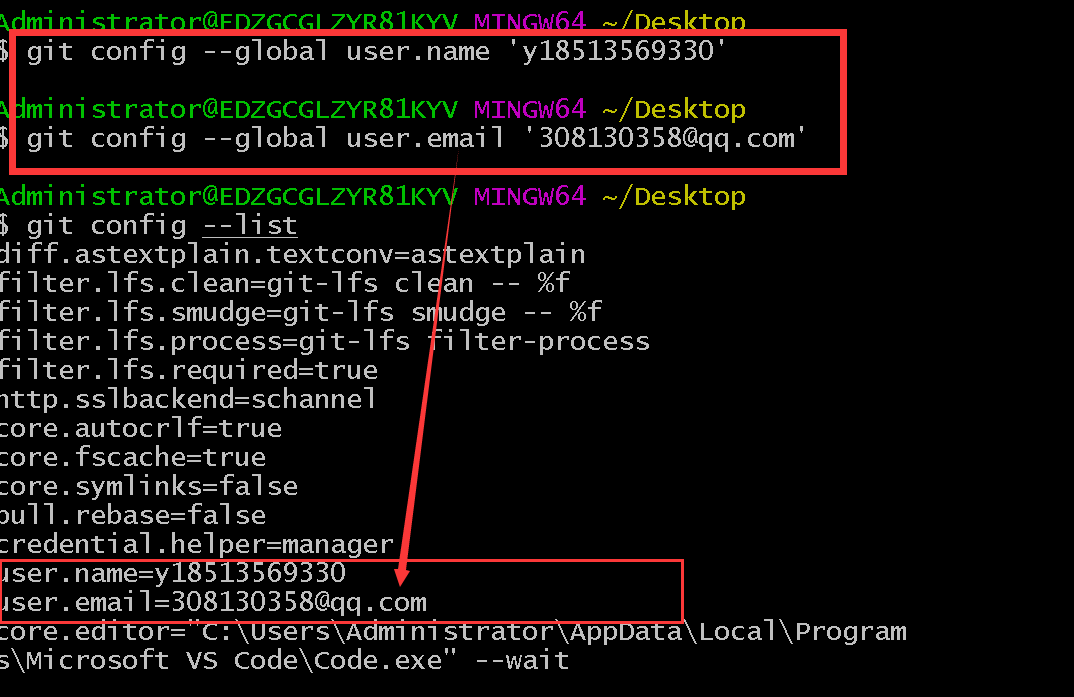 Administrator@EDZGCGLZYR81KYV MINGW64 ~/Desktop
$ git config --global user.name 'y18513569330'
Administrator@EDZGCGLZYR81KYV MINGW64 ~/Desktop
$ git config --global user.email '308130358@qq.com'
Administrator@EDZGCGLZYR81KYV MINGW64 ~/Desktop
$ git config --list
diff.astextplain.textconv=astextplain
filter.lfs.clean=git-lfs clean -- %f
filter.lfs.smudge=git-lfs smudge -- %f
filter.lfs.process=git-lfs filter-process
filter.lfs.required=true
http.sslbackend=schannel
core.autocrlf=true
core.fscache=true
core.symlinks=false
pull.rebase=false
credential.helper=manager
user.name=y18513569330
user.email=308130358@qq.com
core.editor="C:\Users\Administrator\AppData\Local\Program
s\Microsoft VS Code\Code.exe" --wait